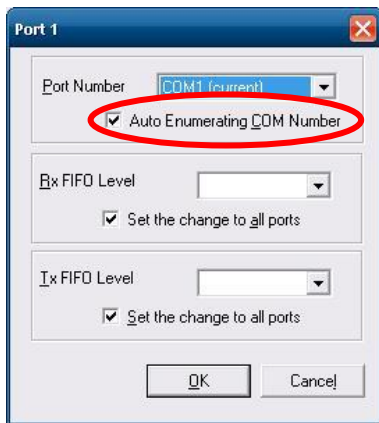 Port 1
Port Number COM1 (current)
Auto Enumerating COM Number
Rx FIFO Level
Set the change to all ports
Tx FIFO Level
Set the change to all ports
OK Cancel